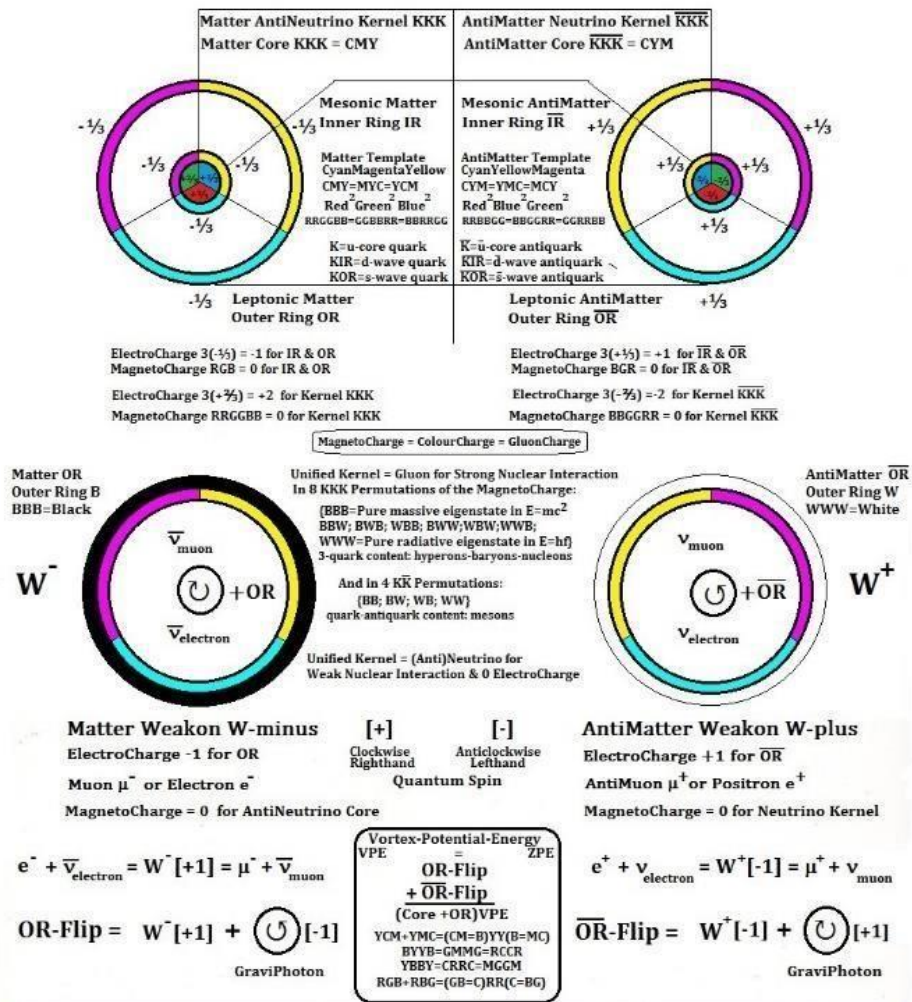 Matter AntiNeutrino Kernel KKK
Matter Core KKK = CMY
AntiMatter Neutrino Kernel K̅K̅K̅
AntiMatter Core K̅K̅K̅ = CYM
Mesonic Matter
Inner Ring IR
Mesonic AntiMatter
Inner Ring I̅R̅
-⅓
-⅓
-⅓
-⅓
-⅓
-⅓
+⅓
+⅓
+⅓
+⅓
+⅓
+⅓
Matter Template
CyanMagentaYellow
CMY=MYC=YCM
Red²Green²Blue²
RRGGBB=GGBBRR=BBRRGG
AntiMatter Template
CyanYellowMagenta
CYM=YMC=MCY
Red²Blue²Green²
RRBBGG=BBGGRR=GGRRBB
K=u-core quark
KIR=d-wave quark
KOR=s-wave quark
K̅=u̅-core antiquark
K̅I̅R̅=d̅-wave antiquark
K̅O̅R̅=s̅-wave antiquark
Leptonic Matter
Outer Ring OR
Leptonic AntiMatter
Outer Ring O̅R̅
ElectroCharge 3(-⅓) = -1 for IR & OR
MagnetoCharge RGB = 0 for IR & OR
ElectroCharge 3(+⅔) = +2 for Kernel KKK
MagnetoCharge RRGGBB = 0 for Kernel KKK
ElectroCharge 3(+⅓) = +1 for I̅R̅ & O̅R̅
MagnetoCharge BGR = 0 for I̅R̅ & O̅R̅
ElectroCharge 3(-⅔) =-2 for Kernel K̅K̅K̅
MagnetoCharge BBGGRR = 0 for Kernel K̅K̅K̅
MagnetoCharge = ColourCharge = GluonCharge
Matter OR
Outer Ring B
BBB=Black
W⁻
ν̅muon
+OR
ν̅electron
Unified Kernel = Gluon for Strong Nuclear Interaction
In 8 KKK Permutations of the MagnetoCharge:
{BBB=Pure massive eigenstate in E=mc²
BBW; BWB; WBB; BWW;WBW;WWB;
WWW=Pure radiative eigenstate in E=hf}
3-quark content: hyperons-baryons-nucleons
And in 4 KK̅ Permutations:
{BB; BW; WB; WW}
quark-antiquark content: mesons
Unified Kernel = (Anti)Neutrino for
Weak Nuclear Interaction & 0 ElectroCharge
AntiMatter O̅R̅
Outer Ring W
WWW=White
W⁺
νmuon
+O̅R̅
νelectron
Matter Weakon W-minus
ElectroCharge -1 for OR
Muon μ⁻ or Electron e⁻
MagnetoCharge = 0 for AntiNeutrino Core
[+]
Clockwise
Righthand
[-]
Anticlockwise
Lefthand
Quantum Spin
AntiMatter Weakon W-plus
ElectroCharge +1 for O̅R̅
AntiMuon μ⁺or Positron e⁺
MagnetoCharge = 0 for Neutrino Kernel
e⁻ + ν̅electron = W⁻[+1] = μ⁻+ ν̅muon
OR-Flip = W⁻[+1] + [-1]
GraviPhoton
Vortex-Potential-Energy
VPE = ZPE
OR-Flip
+ O̅R̅-Flip
(Core +OR)VPE
YCM+YMC=(CM=B)YY(B=MC)
BYYB=GMMG=RCCR
YBBY=CRRC=MGGM
RGB+RBG=(GB=C)RR(C=BG)
e⁺ + νelectron = W⁺[-1] = μ⁺ + νmuon
O̅R̅-Flip = W⁺[-1] + [+1]
GraviPhoton